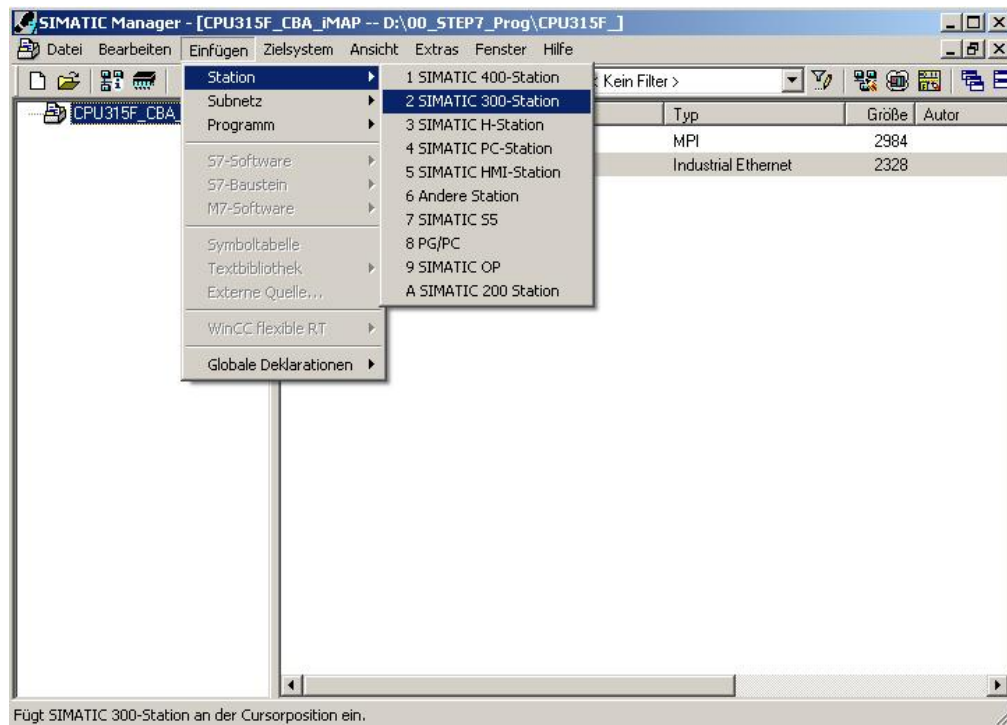 SIMATIC Manager - [CPU315F_CBA_iMAP -- D:\00_STEP7_Prog\CPU315F_]
Datei Bearbeiten Einfügen Zielsystem Ansicht Extras Fenster Hilfe
Kein Filter >
CPU315F_CBA
Typ Größe Autor
MPI 2984
Industrial Ethernet 2328
Station
Subnetz
Programm
S7-Software
S7-Baustein
M7-Software
Symboltabelle
Textbibliothek
Externe Quelle...
WinCC flexible RT
Globale Deklarationen
1 SIMATIC 400-Station
2 SIMATIC 300-Station
3 SIMATIC H-Station
4 SIMATIC PC-Station
5 SIMATIC HMI-Station
6 Andere Station
7 SIMATIC S5
8 PG/PC
9 SIMATIC OP
A SIMATIC 200 Station
Fügt SIMATIC 300-Station an der Cursorposition ein.